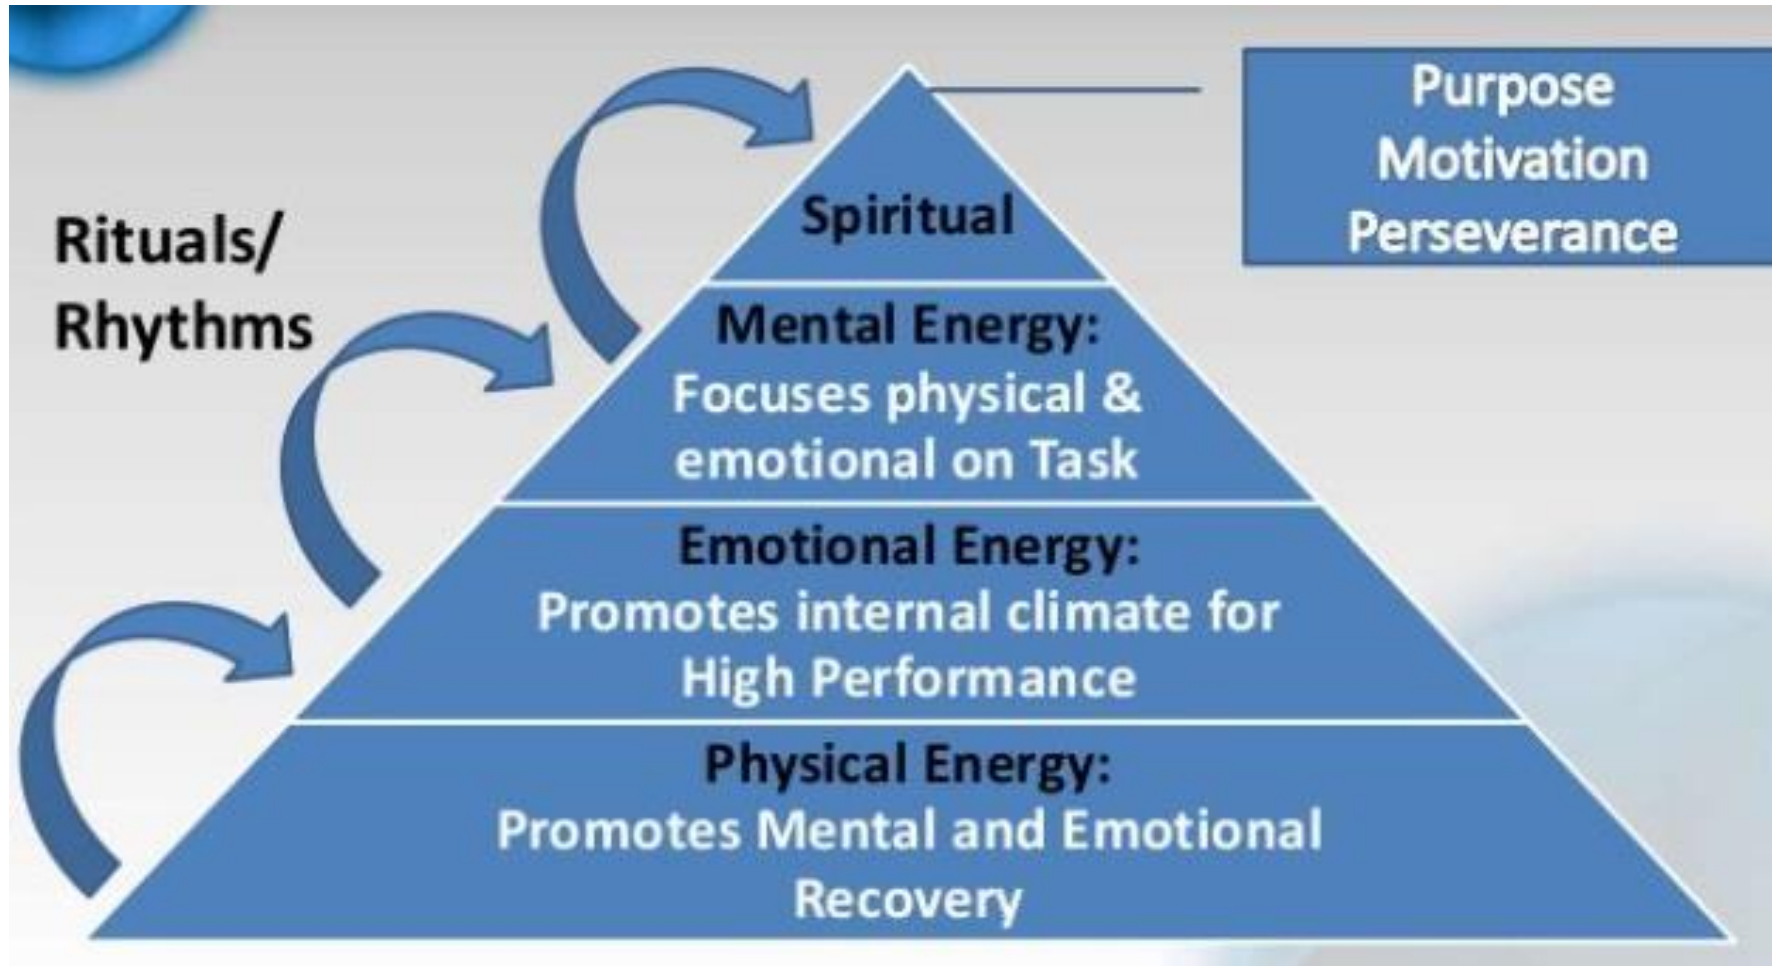 Purpose
Motivation
Perseverance
Rituals/
Rhythms
Spiritual
Mental Energy:
Focuses physical &
emotional on Task
Emotional Energy:
Promotes internal climate for
High Performance
Physical Energy:
Promotes Mental and Emotional
Recovery